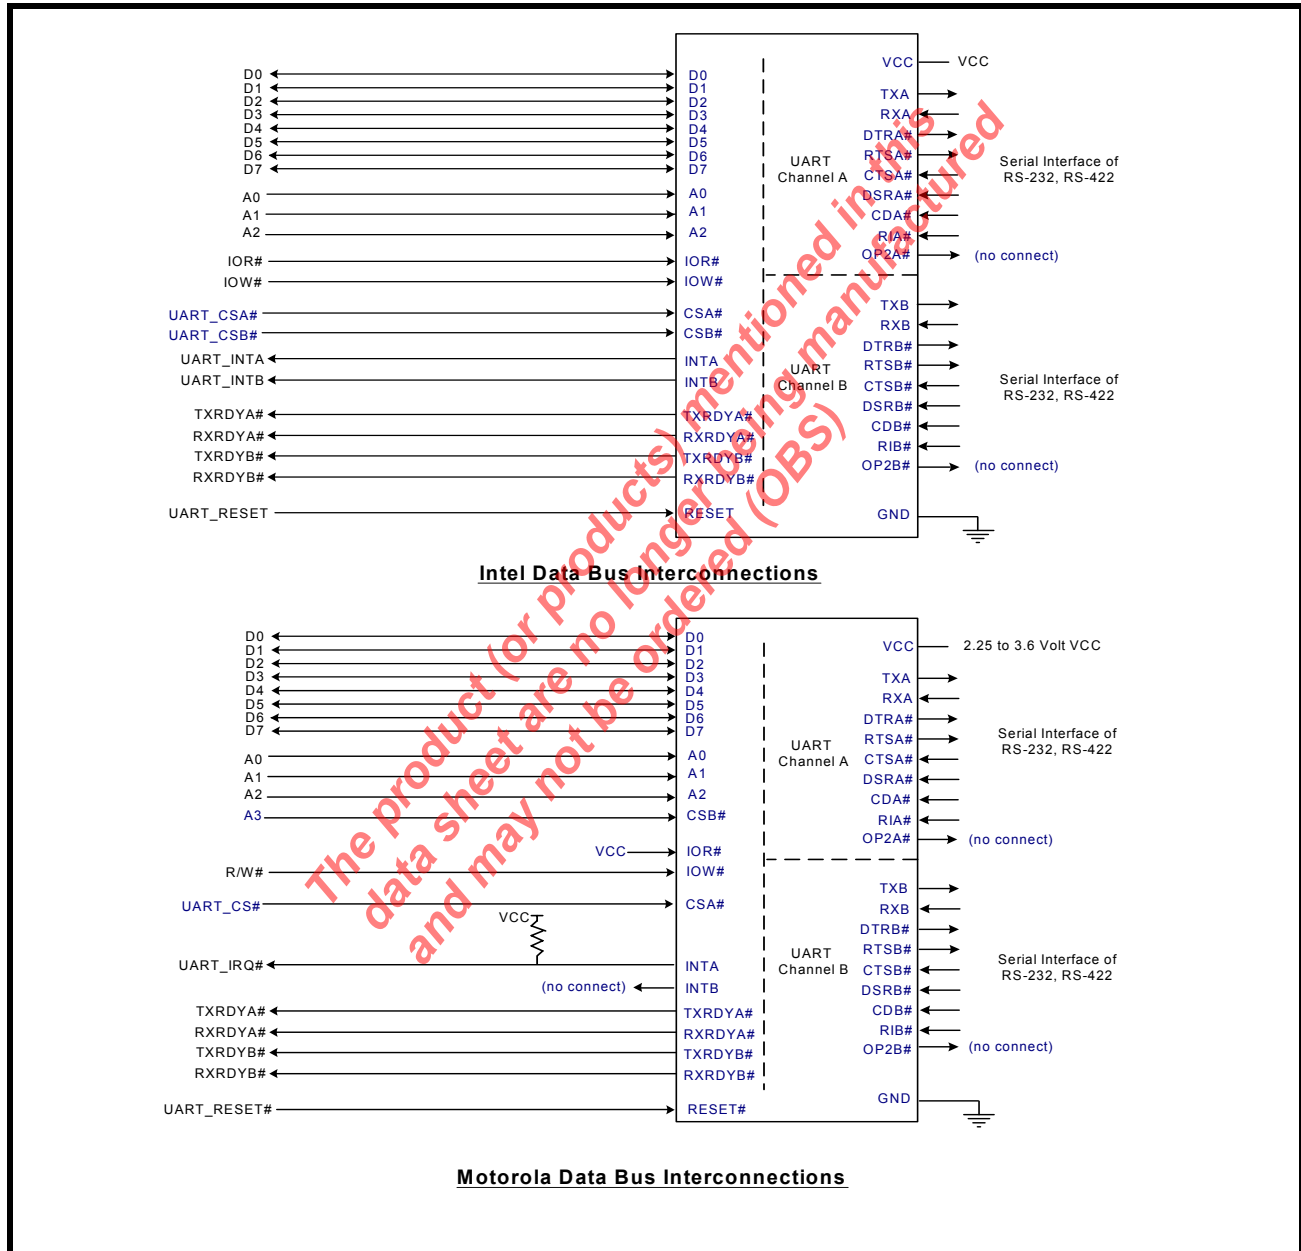 VCC VCC
D0 D0
D1 D1
D2 D2
D3 D3
D4 D4
D5 D5
D6 D6
D7 D7
A0 A0
A1 A1
A2 A2
IOR# IOR#
IOW# IOW#
UART_CSA# CSA#
UART_CSB# CSB#
UART_INTA INTA
UART_INTB INTB
TXRDYA# TXRDYA#
RXRDYA# RXRDYA#
TXRDYB# TXRDYB#
RXRDYB# RXRDYB#
UART_RESET RESET
UART
Channel A
TXA
RXA
DTRA#
RTSA#
CTSA#
DSRA#
CDA#
RIA#
OP2A# (no connect)
Serial Interface of
RS-232, RS-422
UART
Channel B
TXB
RXB
DTRB#
RTSB#
CTSB#
DSRB#
CDB#
RIB#
OP2B# (no connect)
Serial Interface of
RS-232, RS-422
GND
Intel Data Bus Interconnections
VCC 2.25 to 3.6 Volt VCC
D0 D0
D1 D1
D2 D2
D3 D3
D4 D4
D5 D5
D6 D6
D7 D7
A0 A0
A1 A1
A2 A2
A3 CSB#
VCC IOR#
R/W# IOW#
UART_CS# CSA#
VCC
UART_IRQ# INTA
(no connect) INTB
TXRDYA# TXRDYA#
RXRDYA# RXRDYA#
TXRDYB# TXRDYB#
RXRDYB# RXRDYB#
UART_RESET# RESET#
UART
Channel A
TXA
RXA
DTRA#
RTSA#
CTSA#
DSRA#
CDA#
RIA#
OP2A# (no connect)
Serial Interface of
RS-232, RS-422
UART
Channel B
TXB
RXB
DTRB#
RTSB#
CTSB#
DSRB#
CDB#
RIB#
OP2B# (no connect)
Serial Interface of
RS-232, RS-422
GND
Motorola Data Bus Interconnections
The product (or products) mentioned in this
data sheet are no longer being manufactured
and may not be ordered (OBS)